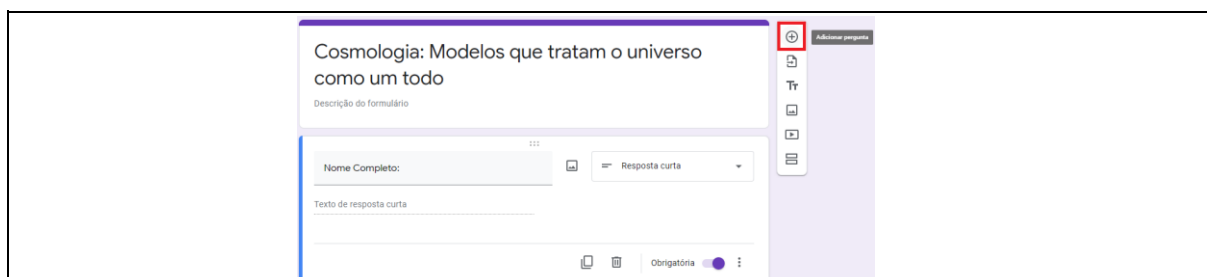 Cosmologia: Modelos que tratam o universo
como um todo
Descrição do formulário
Adicionar pergunta
Tт
Nome Completo:
Resposta curta
Texto de resposta curta
Obrigatória